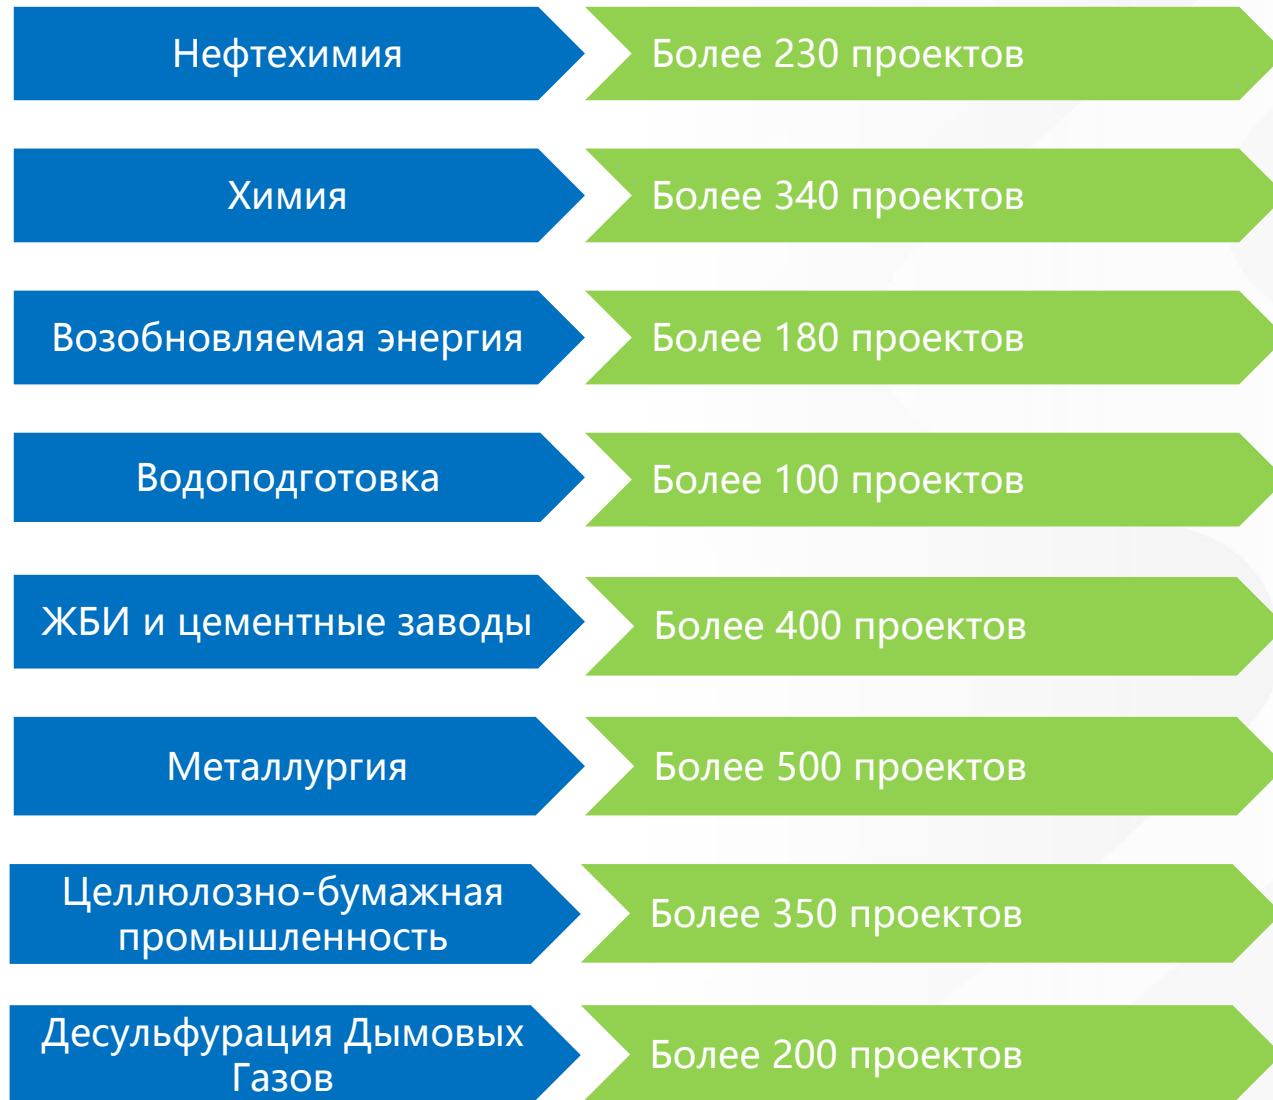 Нефтехимия
Более 230 проектов
Химия
Более 340 проектов
Возобновляемая энергия
Более 180 проектов
Водоподготовка
Более 100 проектов
ЖБИ и цементные заводы
Более 400 проектов
Металлургия
Более 500 проектов
Целлюлозно-бумажная
промышленность
Более 350 проектов
Десульфурация Дымовых
Газов
Более 200 проектов